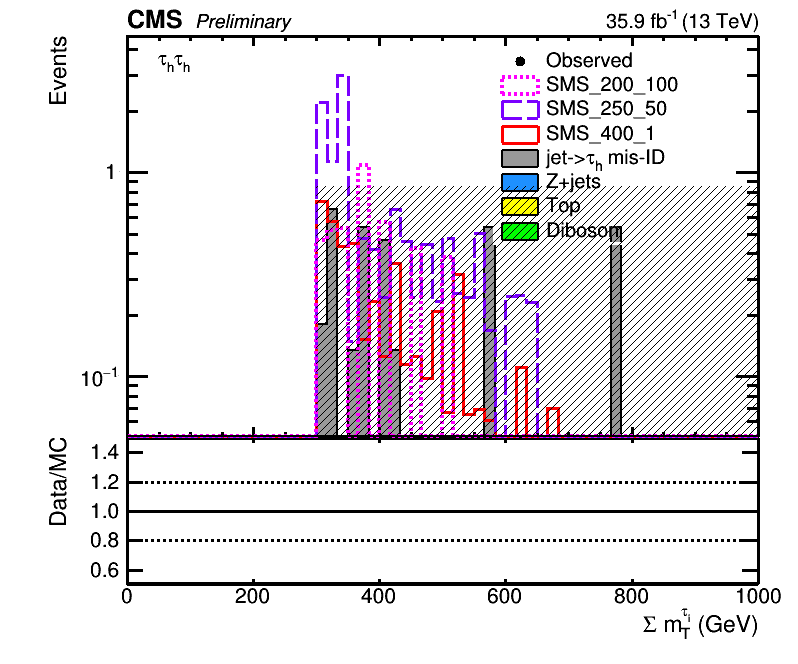 CMS Preliminary 35.9 fb⁻¹ (13 TeV)
Events
τₕτₕ
Observed
SMS_200_100
SMS_250_50
SMS_400_1
jet->τₕ mis-ID
Z+jets
Top
Diboson
1
10⁻¹
Data/MC
1.4
1.2
1.0
0.8
0.6
0 200 400 600 800 1000
Σ m_T^{τ_i} (GeV)